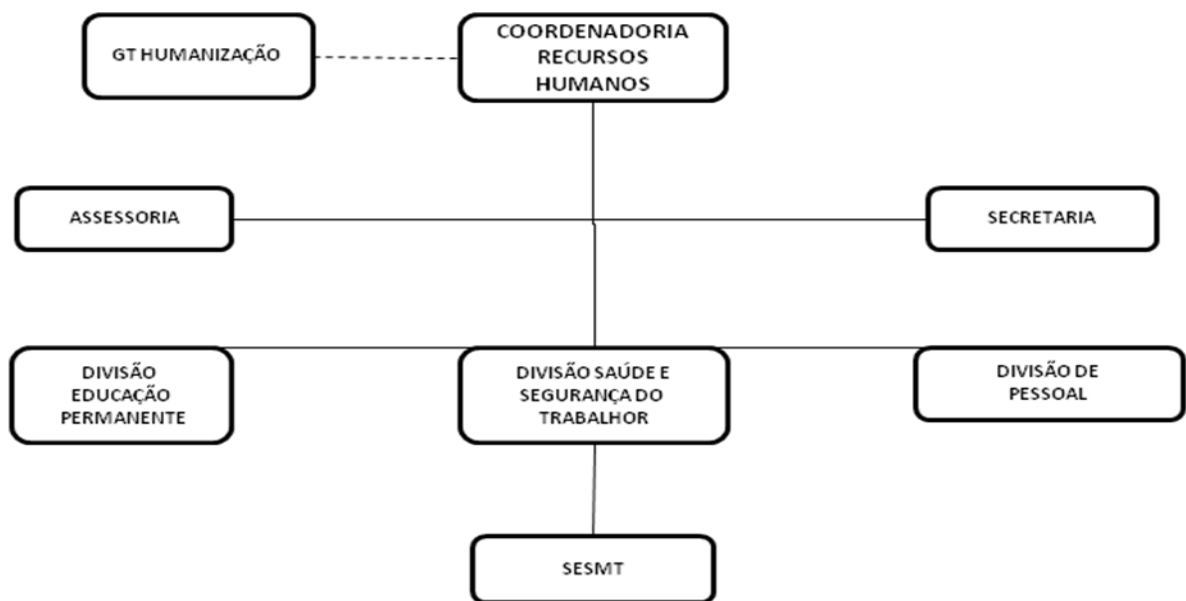 GT HUMANIZAÇÃO
COORDENADORIA
RECURSOS
HUMANOS
ASSESSORIA
SECRETARIA
DIVISÃO
EDUCAÇÃO
PERMANENTE
DIVISÃO SAÚDE E
SEGURANÇA DO
TRABALHOR
DIVISÃO DE
PESSOAL
SESMT